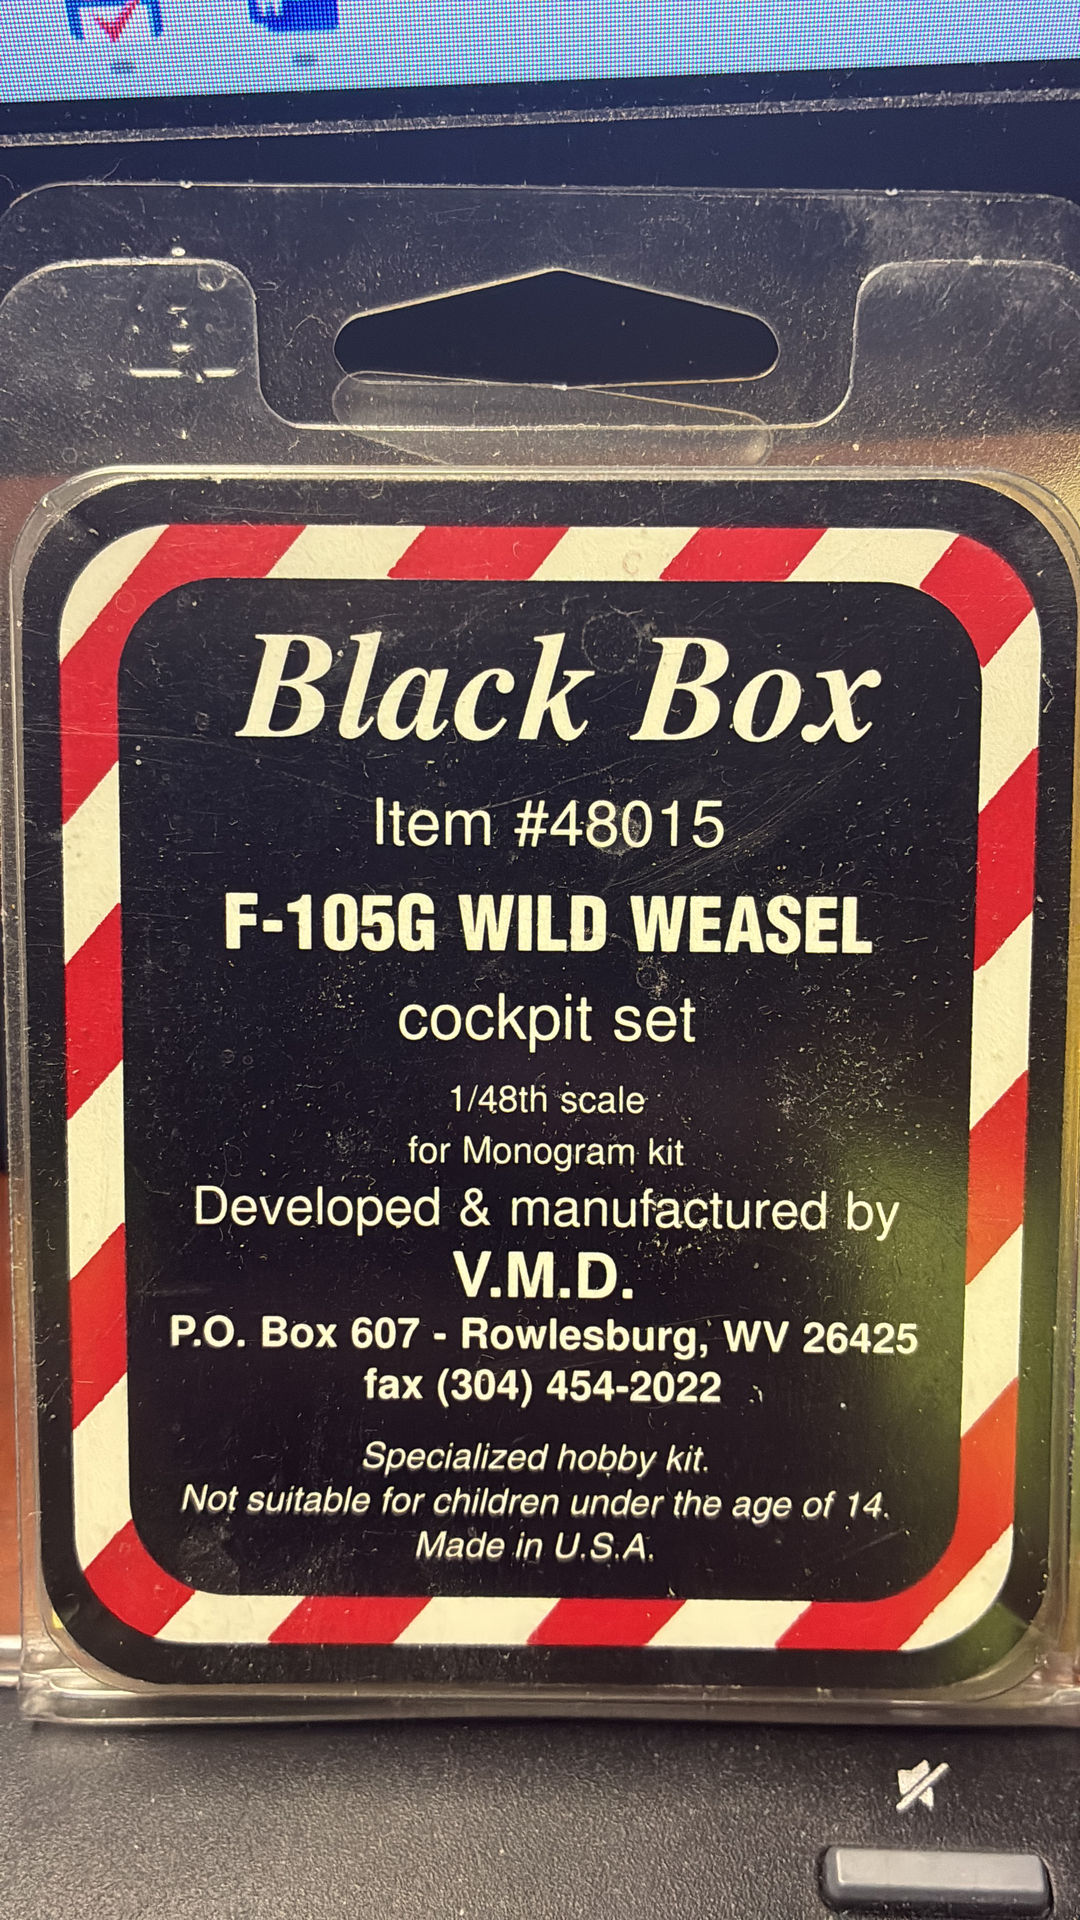 Black Box
Item #48015
F-105G WILD WEASEL
cockpit set
1/48th scale
for Monogram kit
Developed & manufactured by
V.M.D.
P.O. Box 607 - Rowlesburg, WV 26425
fax (304) 454-2022
Specialized hobby kit.
Not suitable for children under the age of 14.
Made in U.S.A.